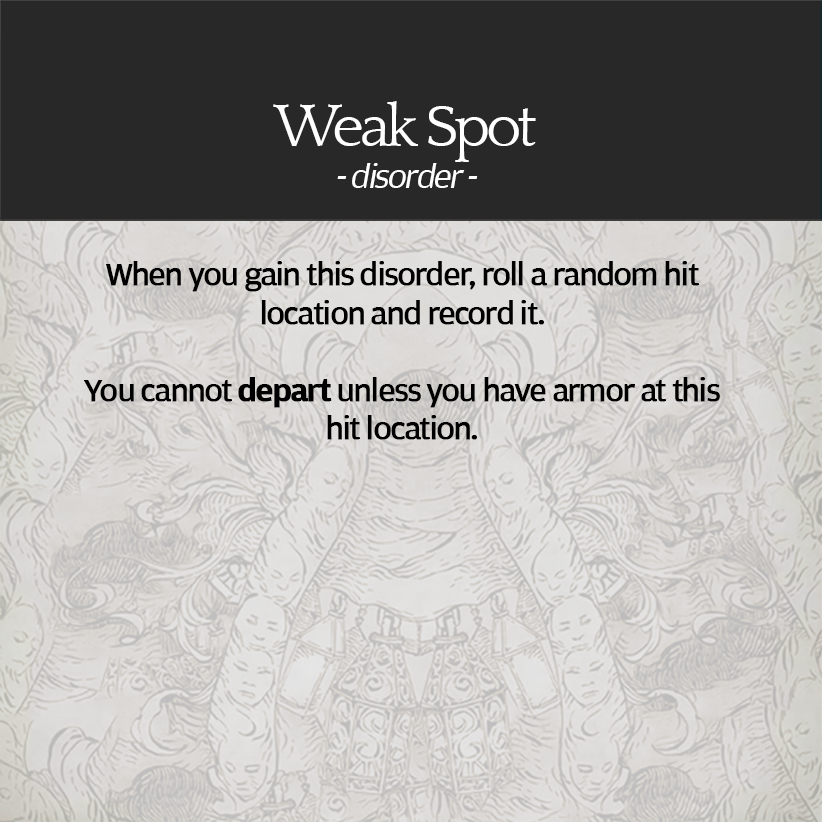 Weak Spot
- disorder -
When you gain this disorder, roll a random hit
location and record it.
You cannot depart unless you have armor at this
hit location.